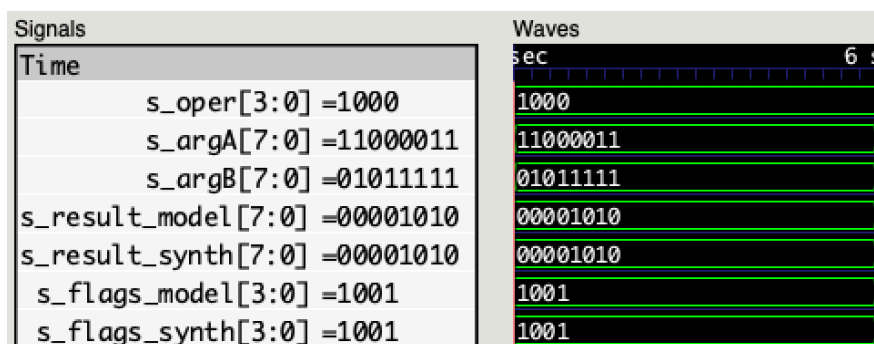 Signals
Time
s_oper[3:0] =1000
s_argA[7:0] =11000011
s_argB[7:0] =01011111
s_result_model[7:0] =00001010
s_result_synth[7:0] =00001010
s_flags_model[3:0] =1001
s_flags_synth[3:0] =1001
Waves
sec 6 s
1000
11000011
01011111
00001010
00001010
1001
1001